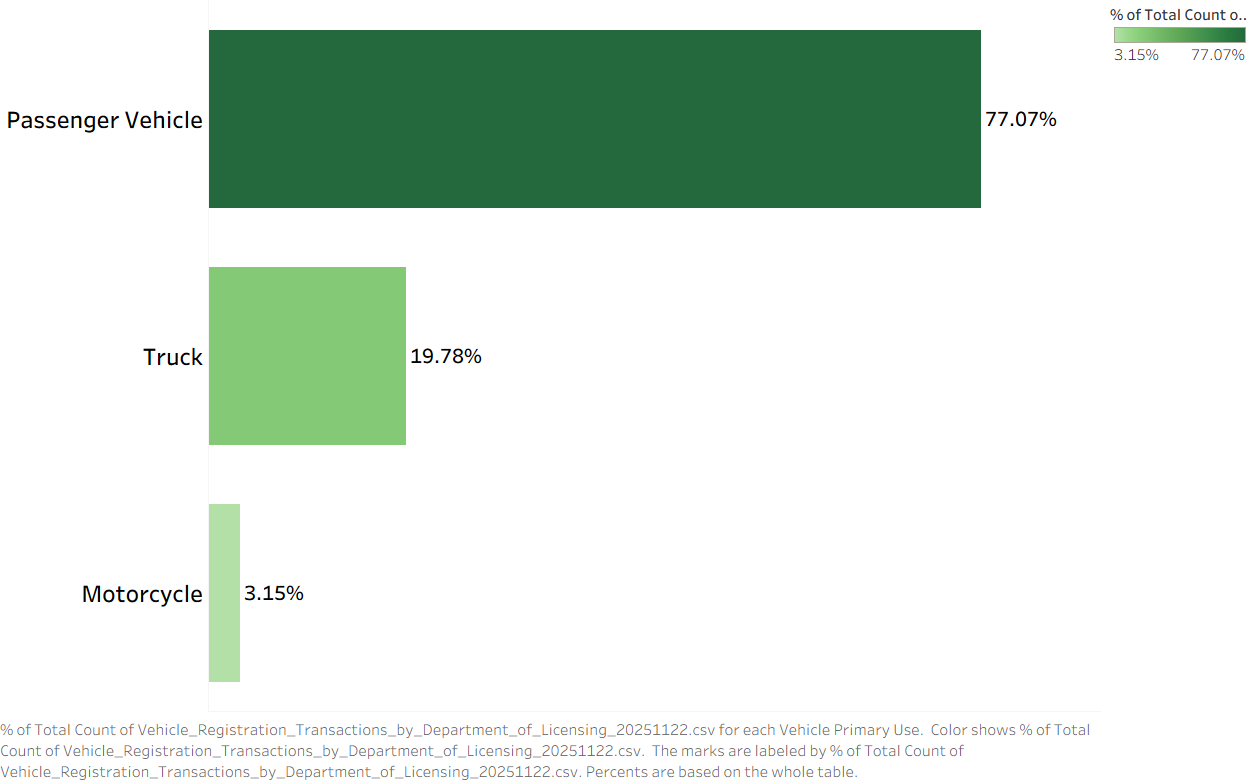 % of Total Count o..
3.15% 77.07%
Passenger Vehicle 77.07%
Truck 19.78%
Motorcycle 3.15%
% of Total Count of Vehicle_Registration_Transactions_by_Department_of_Licensing_20251122.csv for each Vehicle Primary Use.  Color shows % of Total
Count of Vehicle_Registration_Transactions_by_Department_of_Licensing_20251122.csv.  The marks are labeled by % of Total Count of
Vehicle_Registration_Transactions_by_Department_of_Licensing_20251122.csv. Percents are based on the whole table.